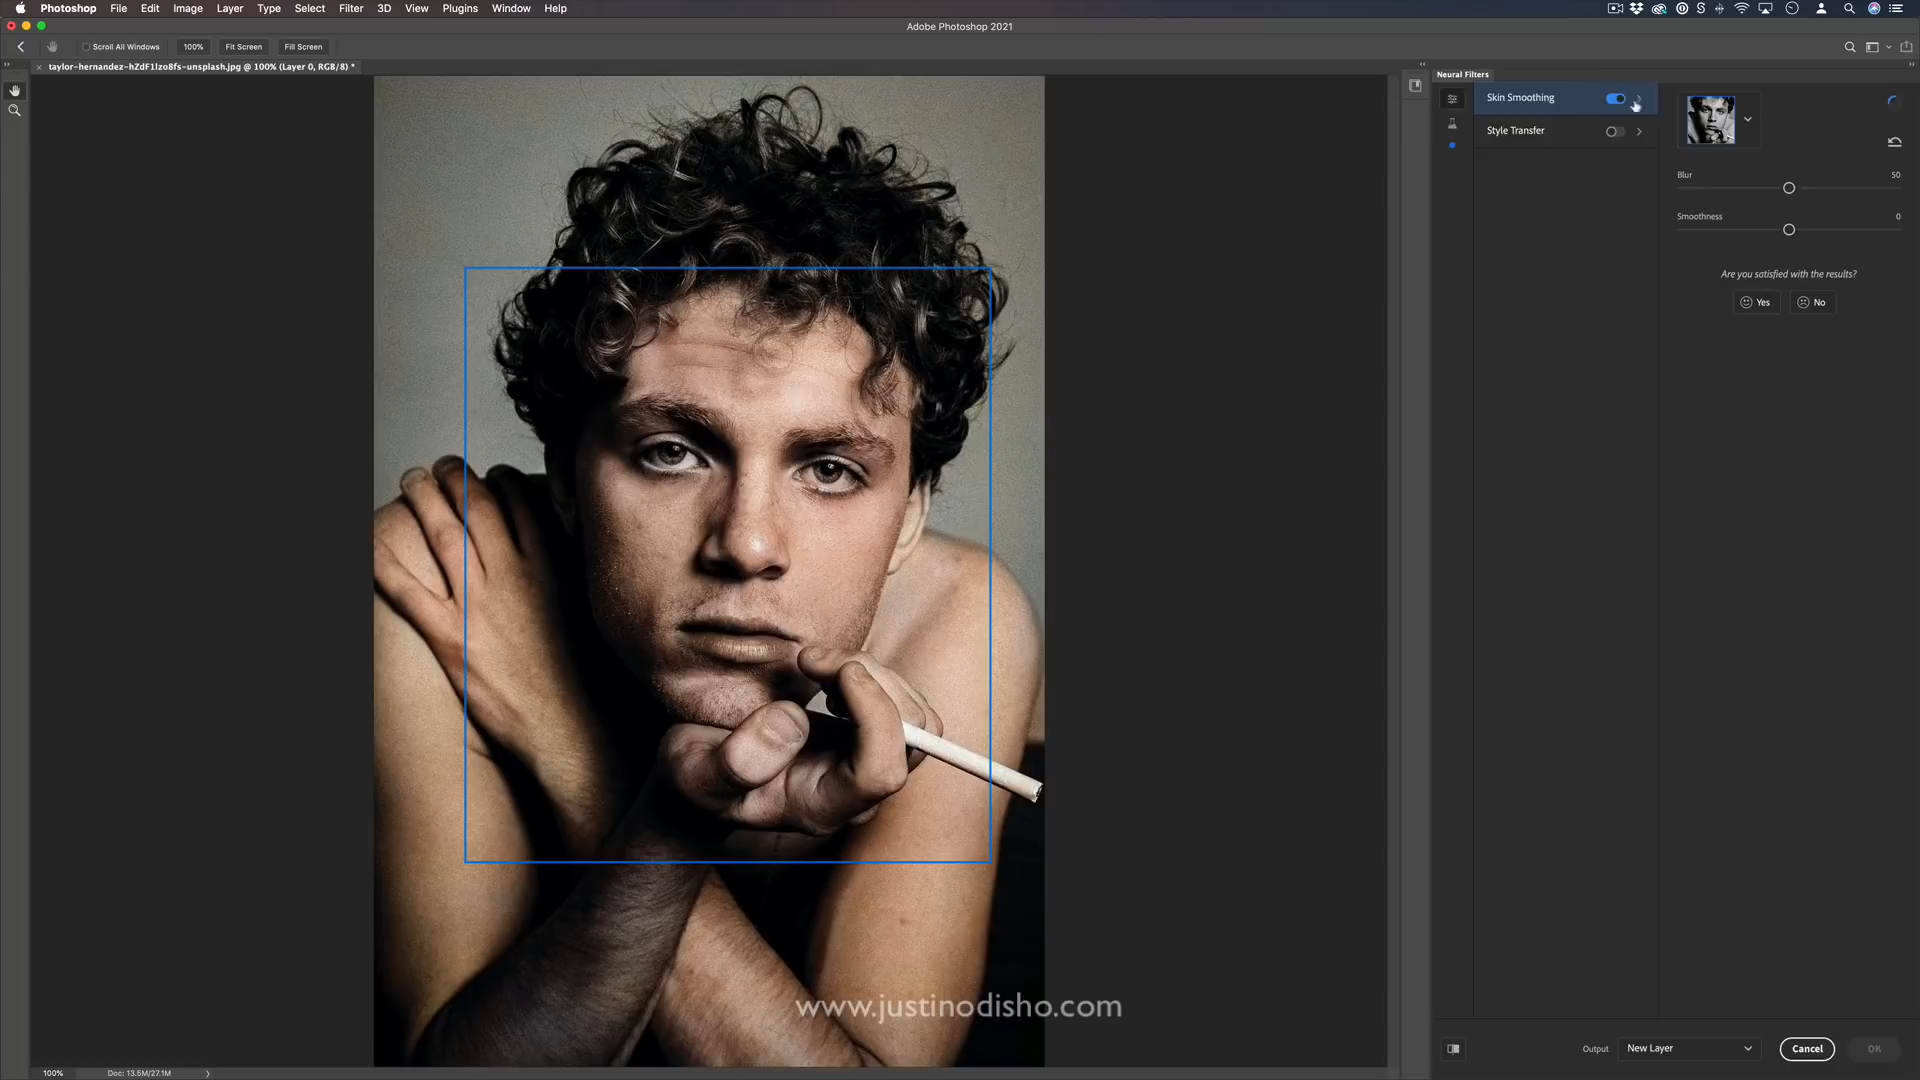 Photoshop File Edit Image Layer Type Select Filter 3D View Plugins Window Help
Adobe Photoshop 2021
Scroll All Windows 100% Fit Screen Fill Screen
× taylor-hernandez-hZdF1lzo8fs-unsplash.jpg @ 100% (Layer 0, RGB/8) *
Neural Filters
Skin Smoothing
Style Transfer
Blur 50
Smoothness 0
Are you satisfied with the results?
Yes No
www.justinodisho.com
Output New Layer Cancel OK
100% Doc: 13.5M/27.1M